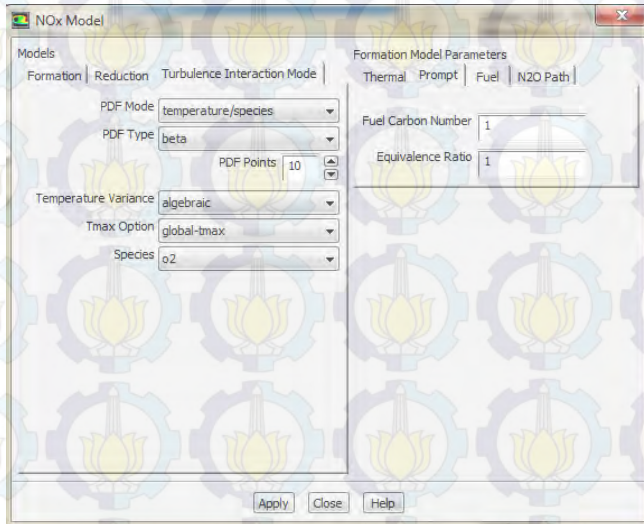 NOx Model
Models
Formation Reduction Turbulence Interaction Mode
PDF Mode temperature/species
PDF Type beta
PDF Points 10
Temperature Variance algebraic
Tmax Option global-tmax
Species o2
Formation Model Parameters
Thermal Prompt Fuel N2O Path
Fuel Carbon Number 1
Equivalence Ratio 1
Apply Close Help